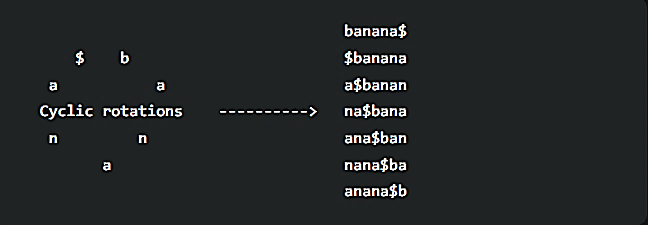 banana$
$ b $banana
a a a$banan
Cyclic rotations ----------> na$bana
n n ana$ban
a nana$ba
anana$b